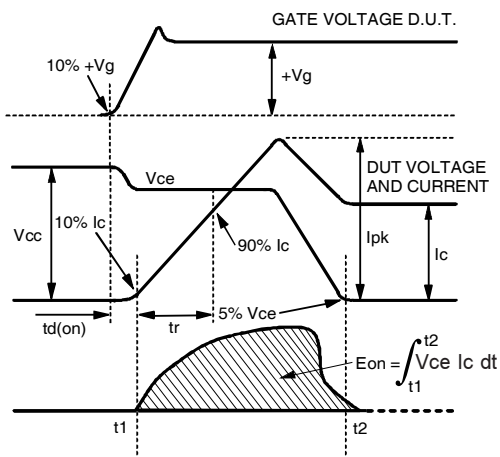 GATE VOLTAGE D.U.T.
10% +Vg
+Vg
DUT VOLTAGE
AND CURRENT
Vce
Vcc
10% Ic
90% Ic
Ipk
Ic
td(on)
tr
5% Vce
Eon = ∫ Vce Ic dt
t2
t1
t1
t2